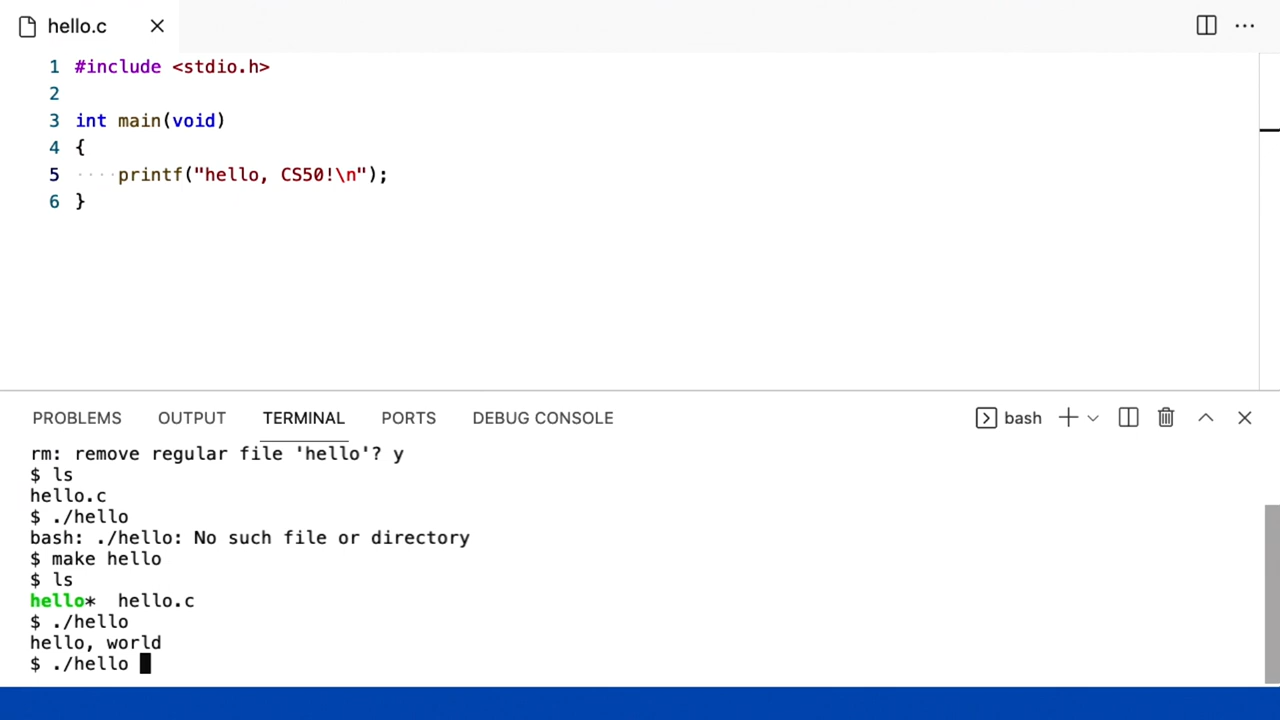 hello.c
1 #include <stdio.h>
2
3 int main(void)
4 {
5 printf("hello, CS50!\n");
6 }
PROBLEMS OUTPUT TERMINAL PORTS DEBUG CONSOLE bash
rm: remove regular file 'hello'? y
$ ls
hello.c
$ ./hello
bash: ./hello: No such file or directory
$ make hello
$ ls
hello* hello.c
$ ./hello
hello, world
$ ./hello